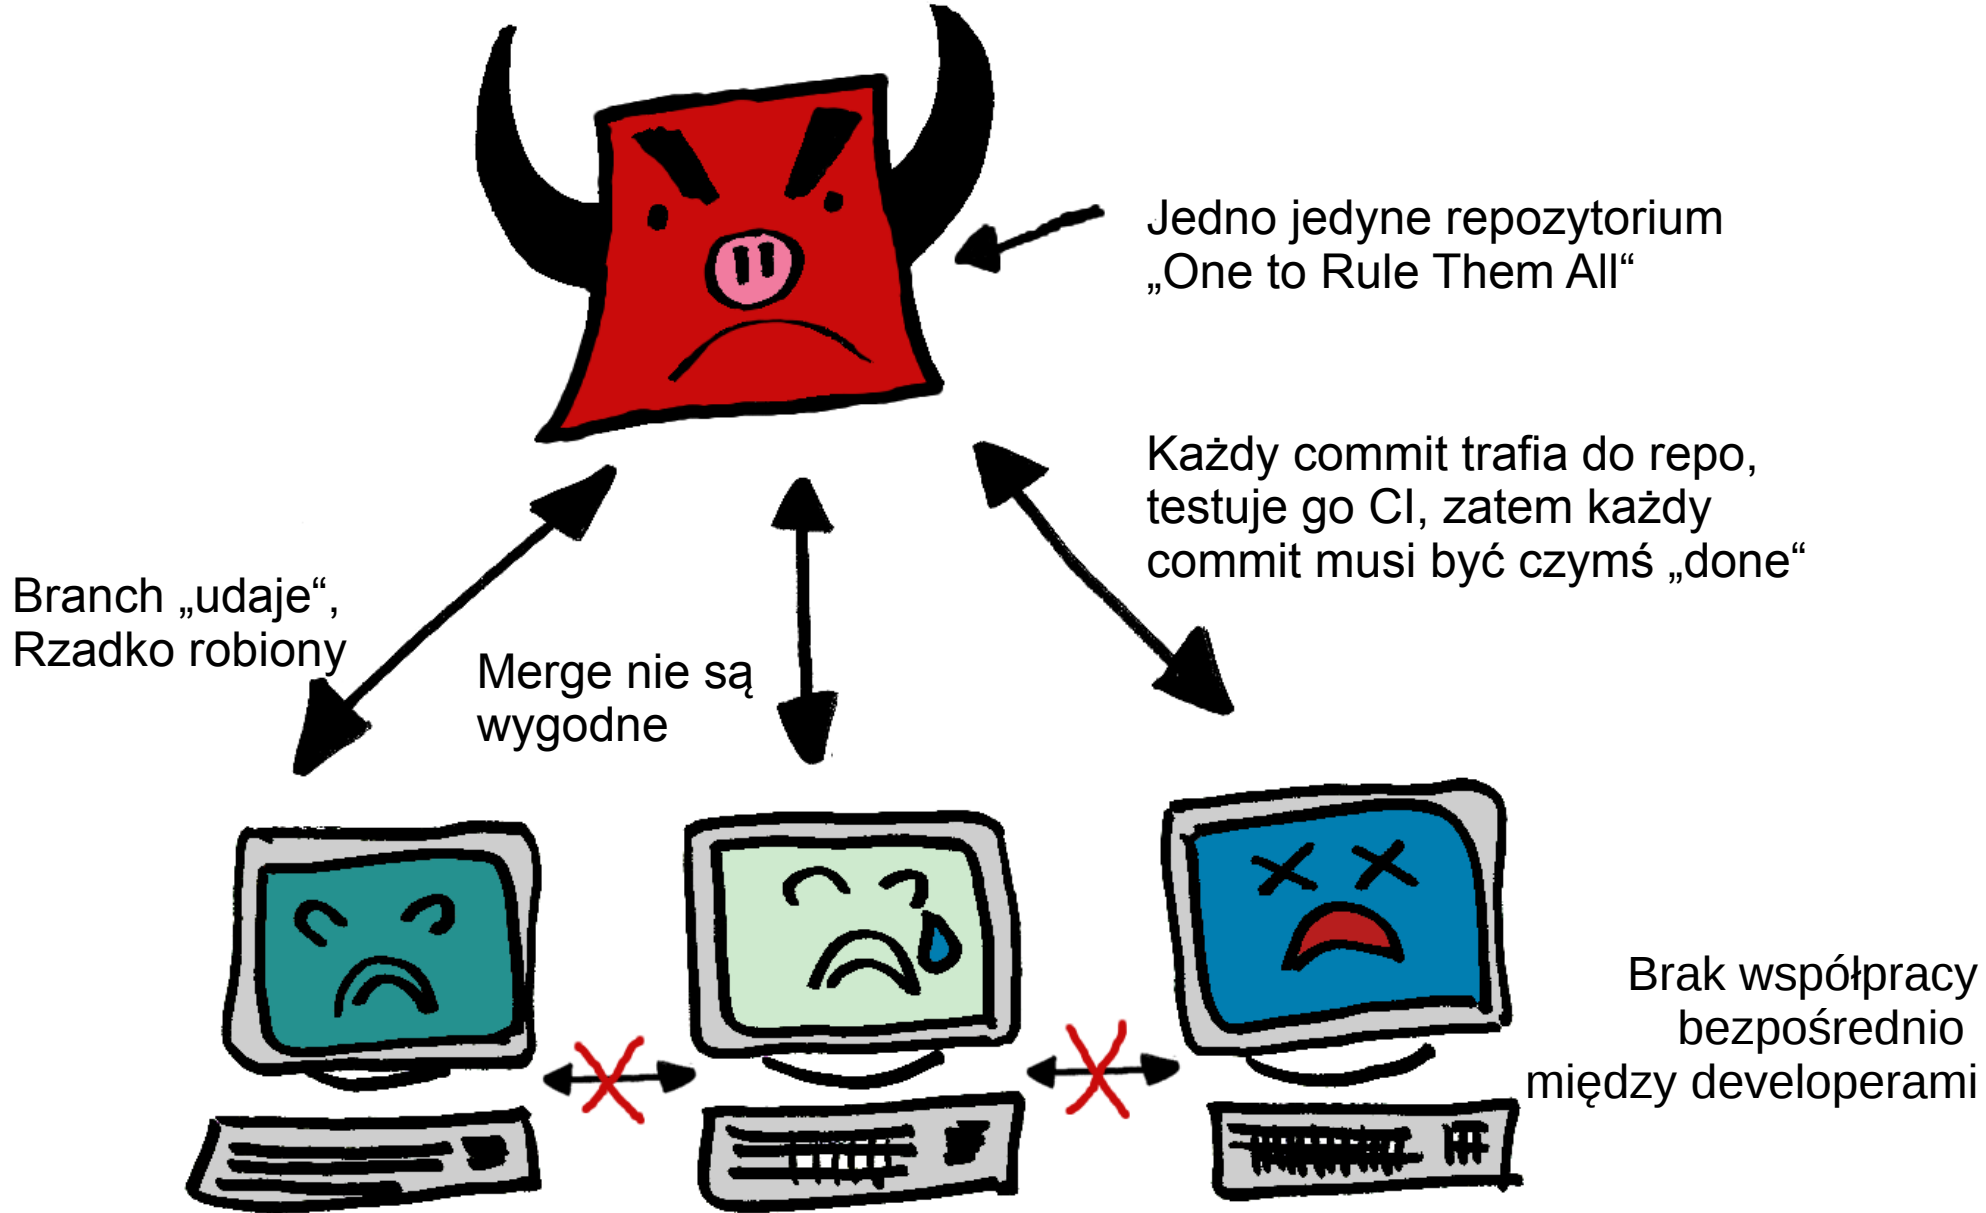 Jedno jedyne repozytorium
„One to Rule Them All“
Każdy commit trafia do repo,
testuje go CI, zatem każdy
commit musi być czymś „done“
Branch „udaje“,
Rzadko robiony
Merge nie są
wygodne
Brak współpracy
bezpośrednio
między developerami